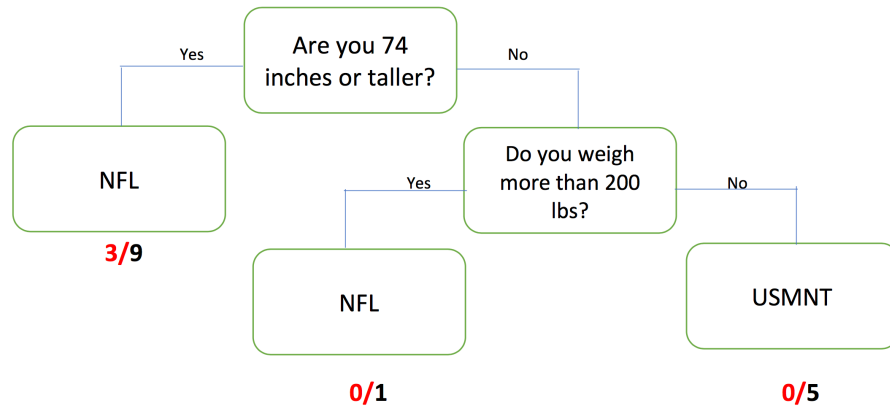 Are you 74
inches or taller?
Yes
No
NFL
3/9
Do you weigh
more than 200
lbs?
Yes
No
NFL
0/1
USMNT
0/5